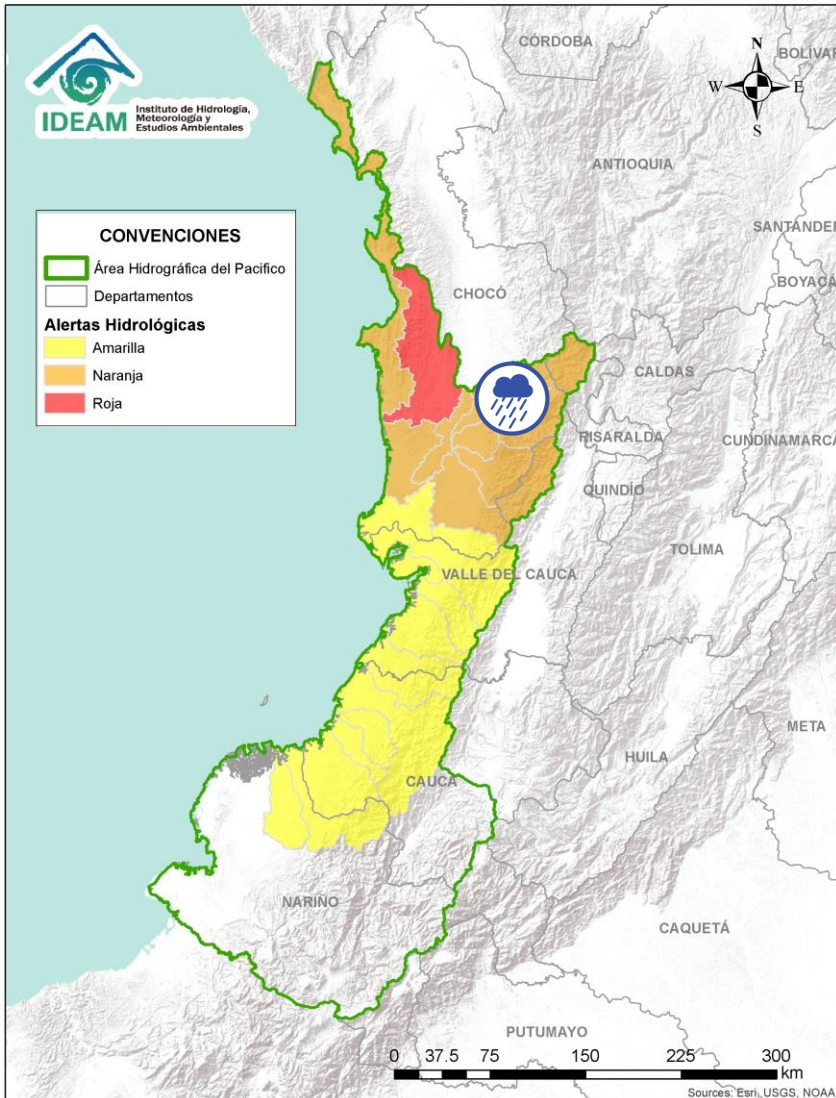 IDEAM
Instituto de Hidrología,
Meteorología y
Estudios Ambientales
CÓRDOBA
BOLÍVAR
N
W E
S
ANTIOQUIA
SANTANDER
BOYACÁ
CONVENCIONES
Área Hidrográfica del Pacifico
Departamentos
Alertas Hidrológicas
Amarilla
Naranja
Roja
CHOCÓ
CALDAS
RISARALDA
CUNDINAMARCA
QUINDÍO
TOLIMA
VALLE DEL CAUCA
META
HUILA
CAUCA
NARIÑO
CAQUETÁ
PUTUMAYO
0 37.5 75 150 225 300
km
Sources: Esri, USGS, NOAA